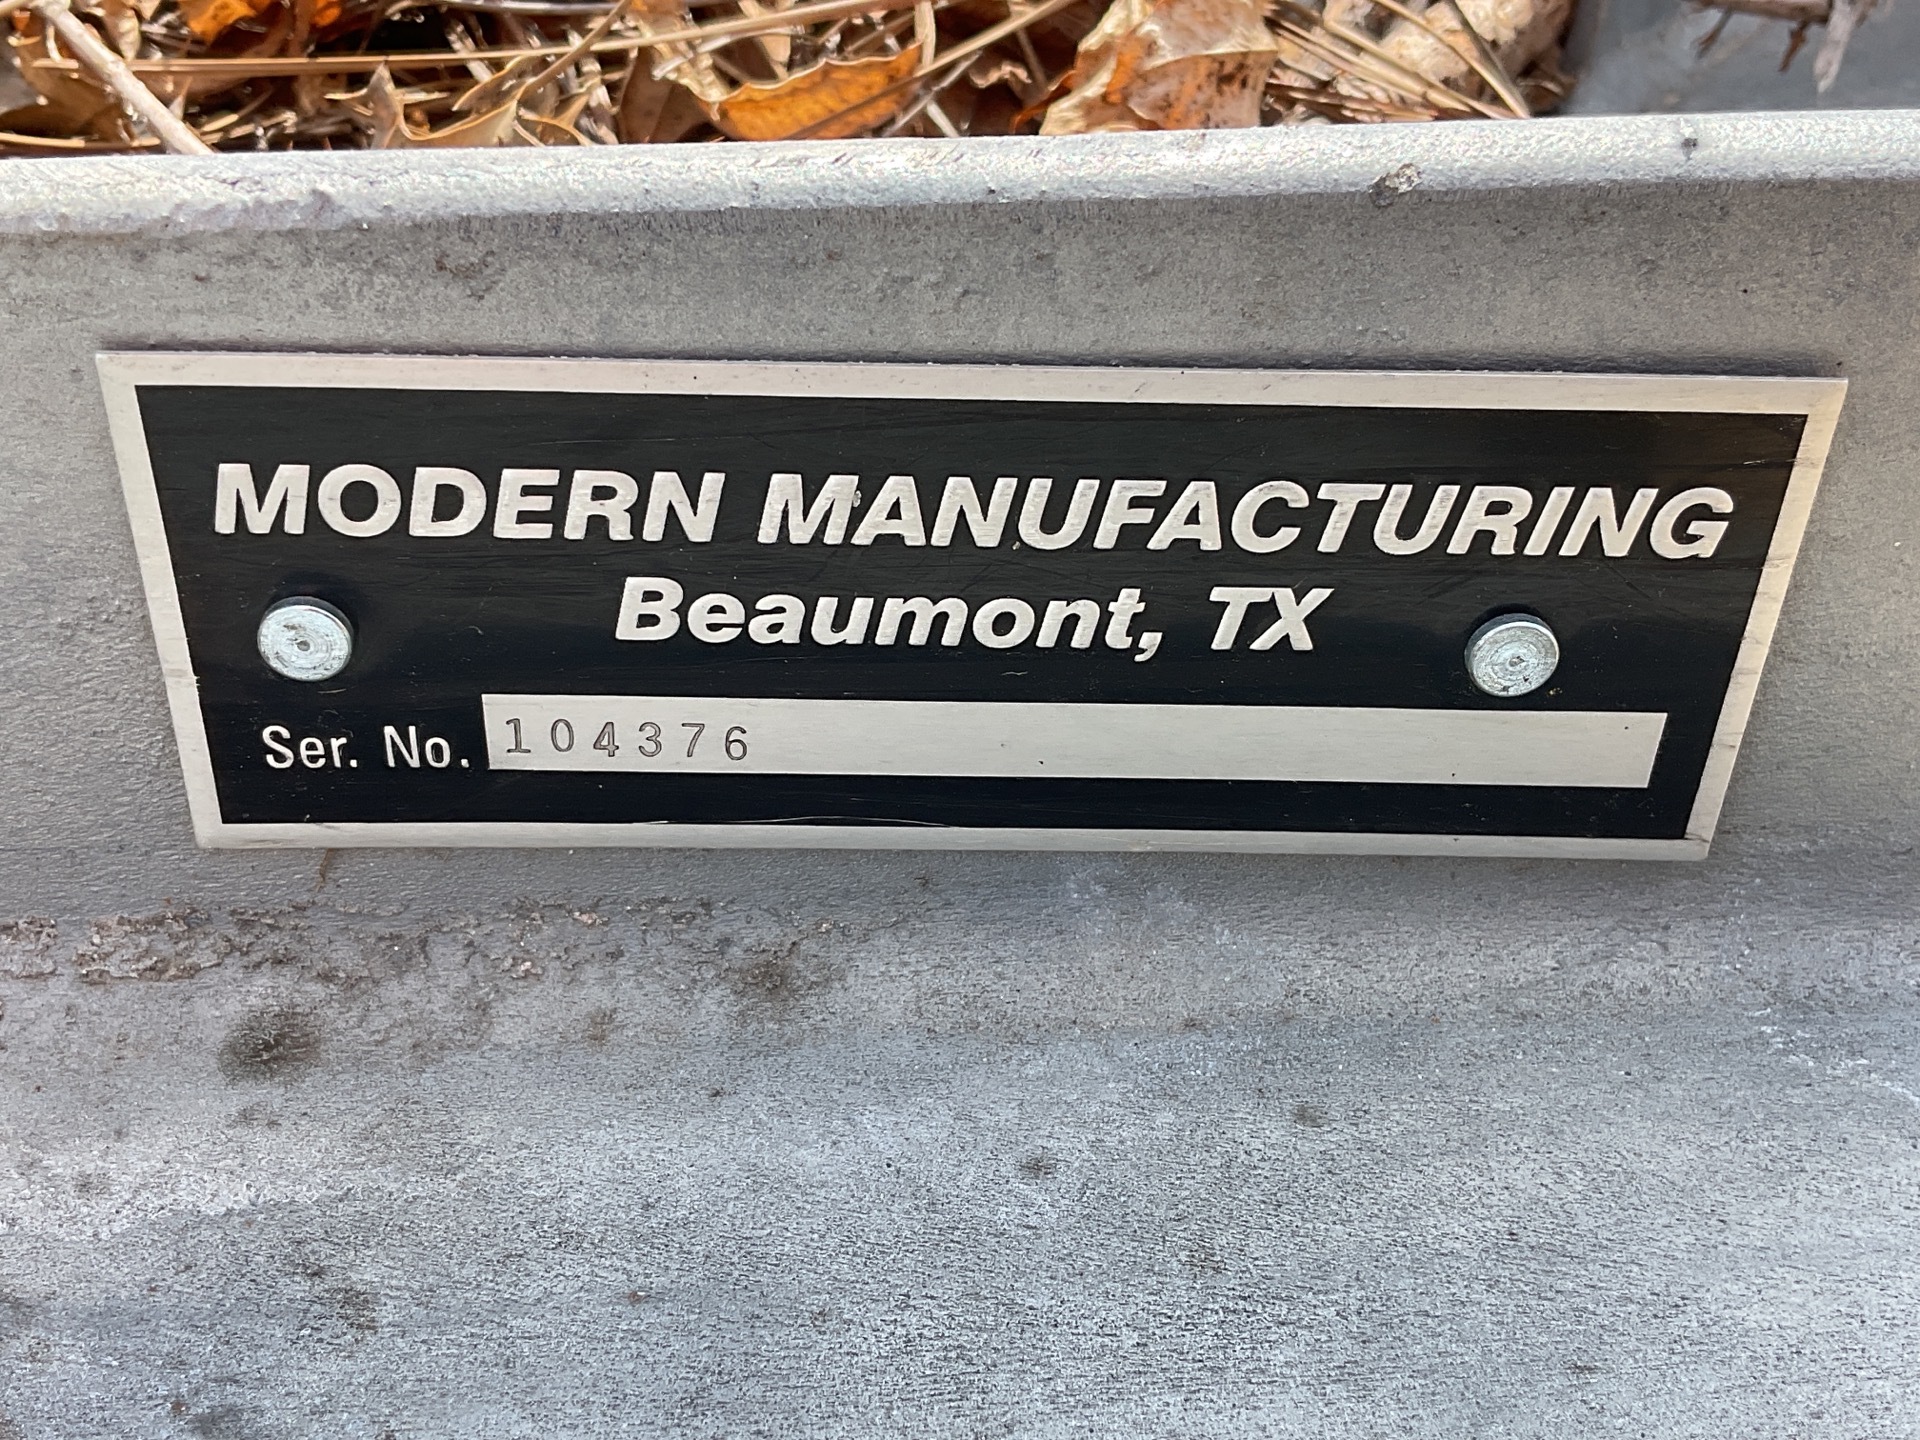 MODERN MANUFACTURING
Beaumont, TX
Ser. No. 104376